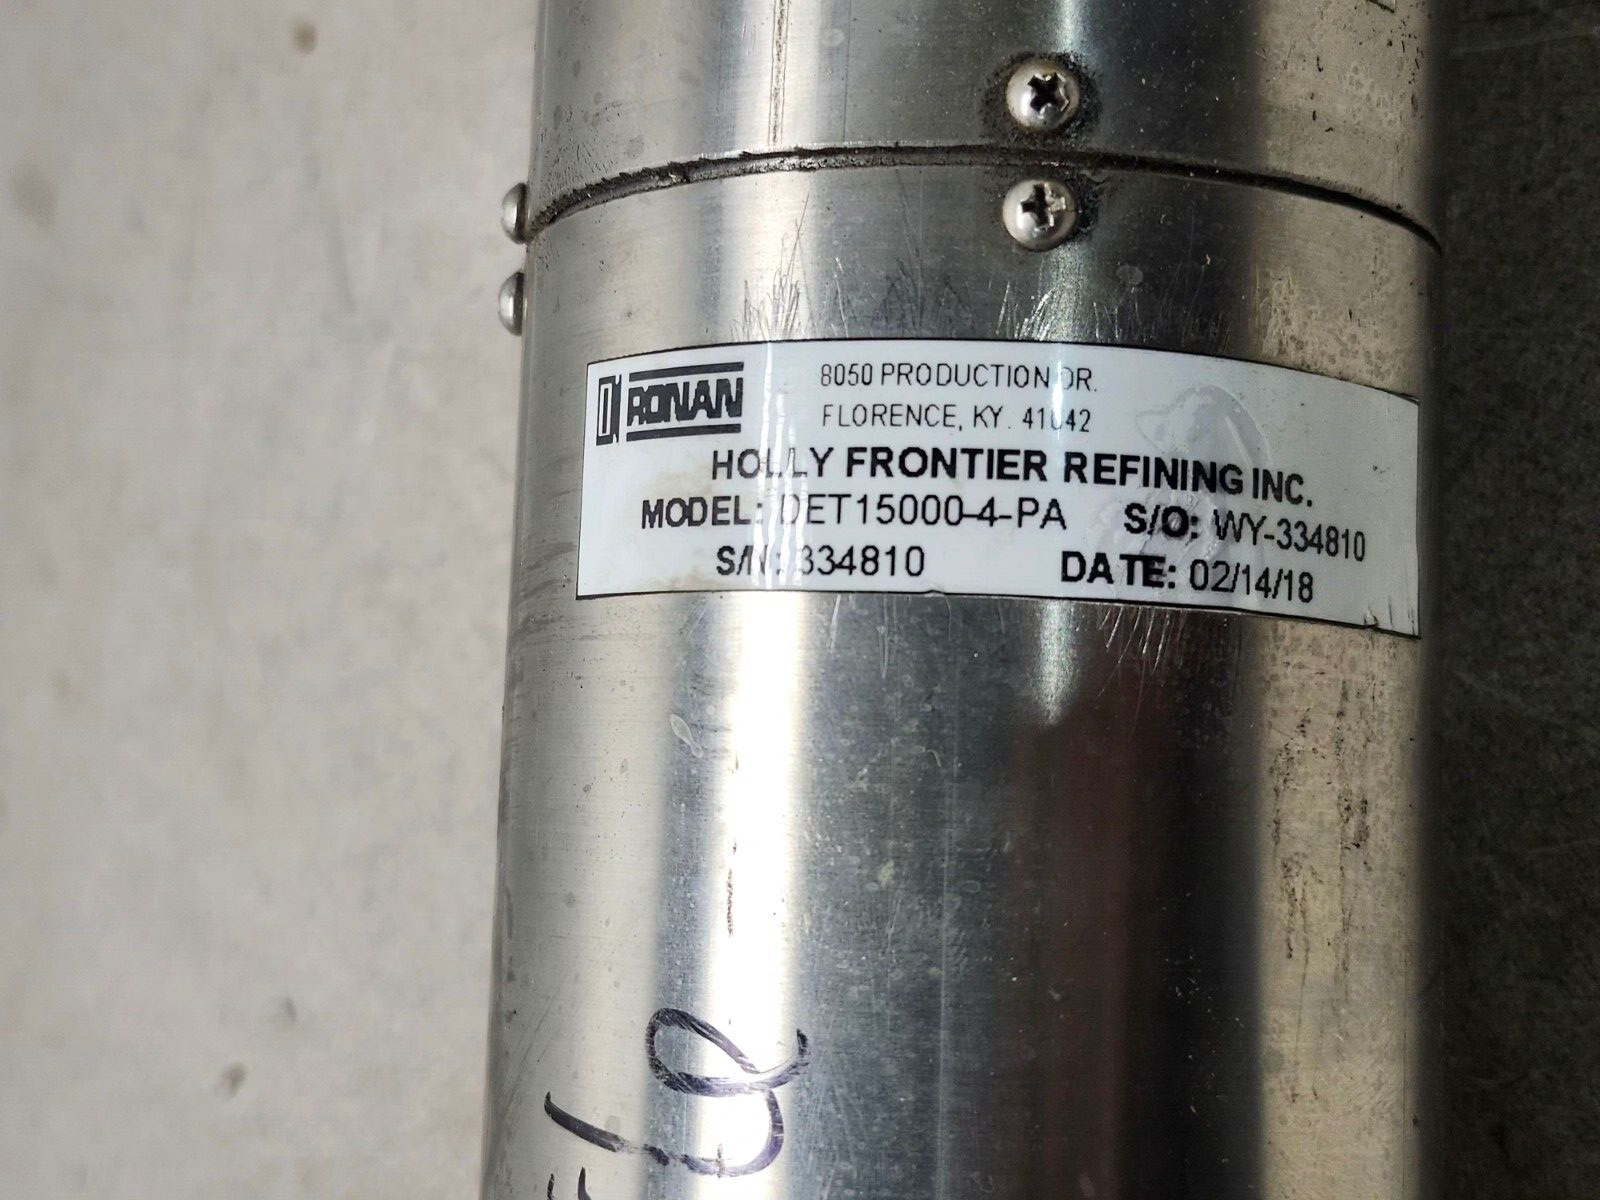 RONAN
8050 PRODUCTION DR.
FLORENCE, KY. 41042
HOLLY FRONTIER REFINING INC.
MODEL: DET15000-4-PA S/O: WY-334810
S/N: 334810 DATE: 02/14/18